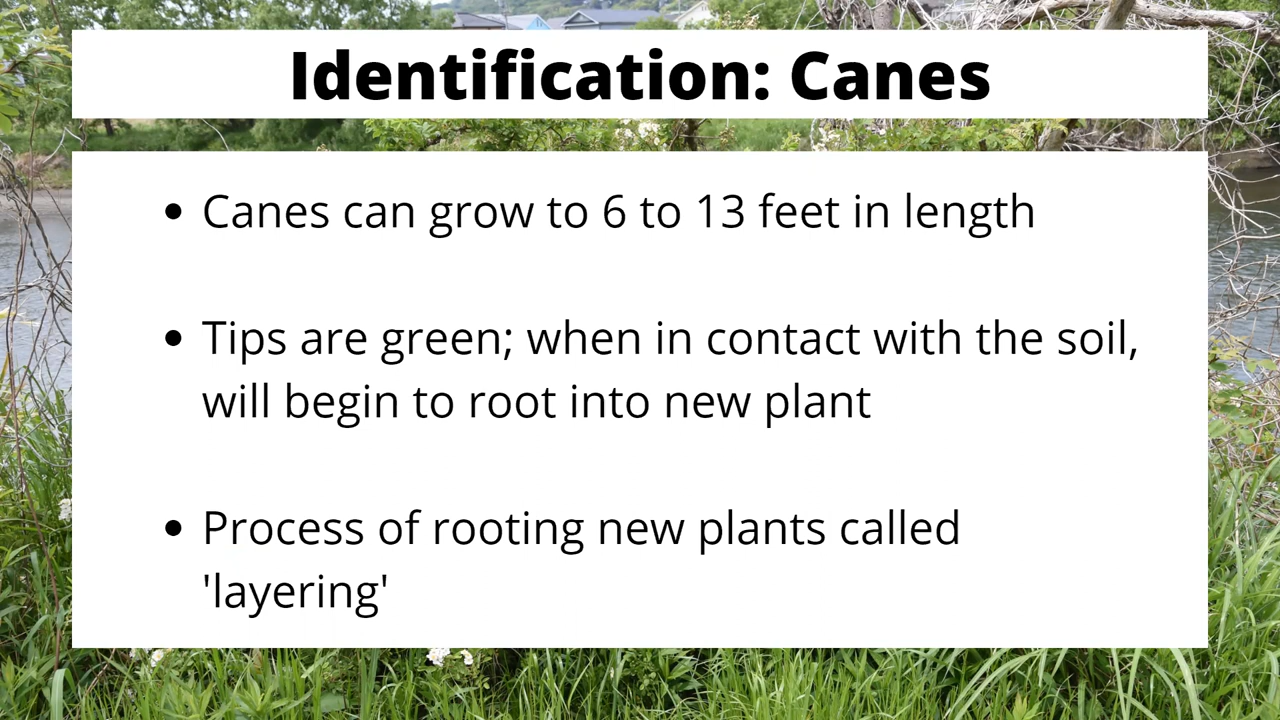 Identification: Canes
• Canes can grow to 6 to 13 feet in length
• Tips are green; when in contact with the soil,
will begin to root into new plant
• Process of rooting new plants called
'layering'